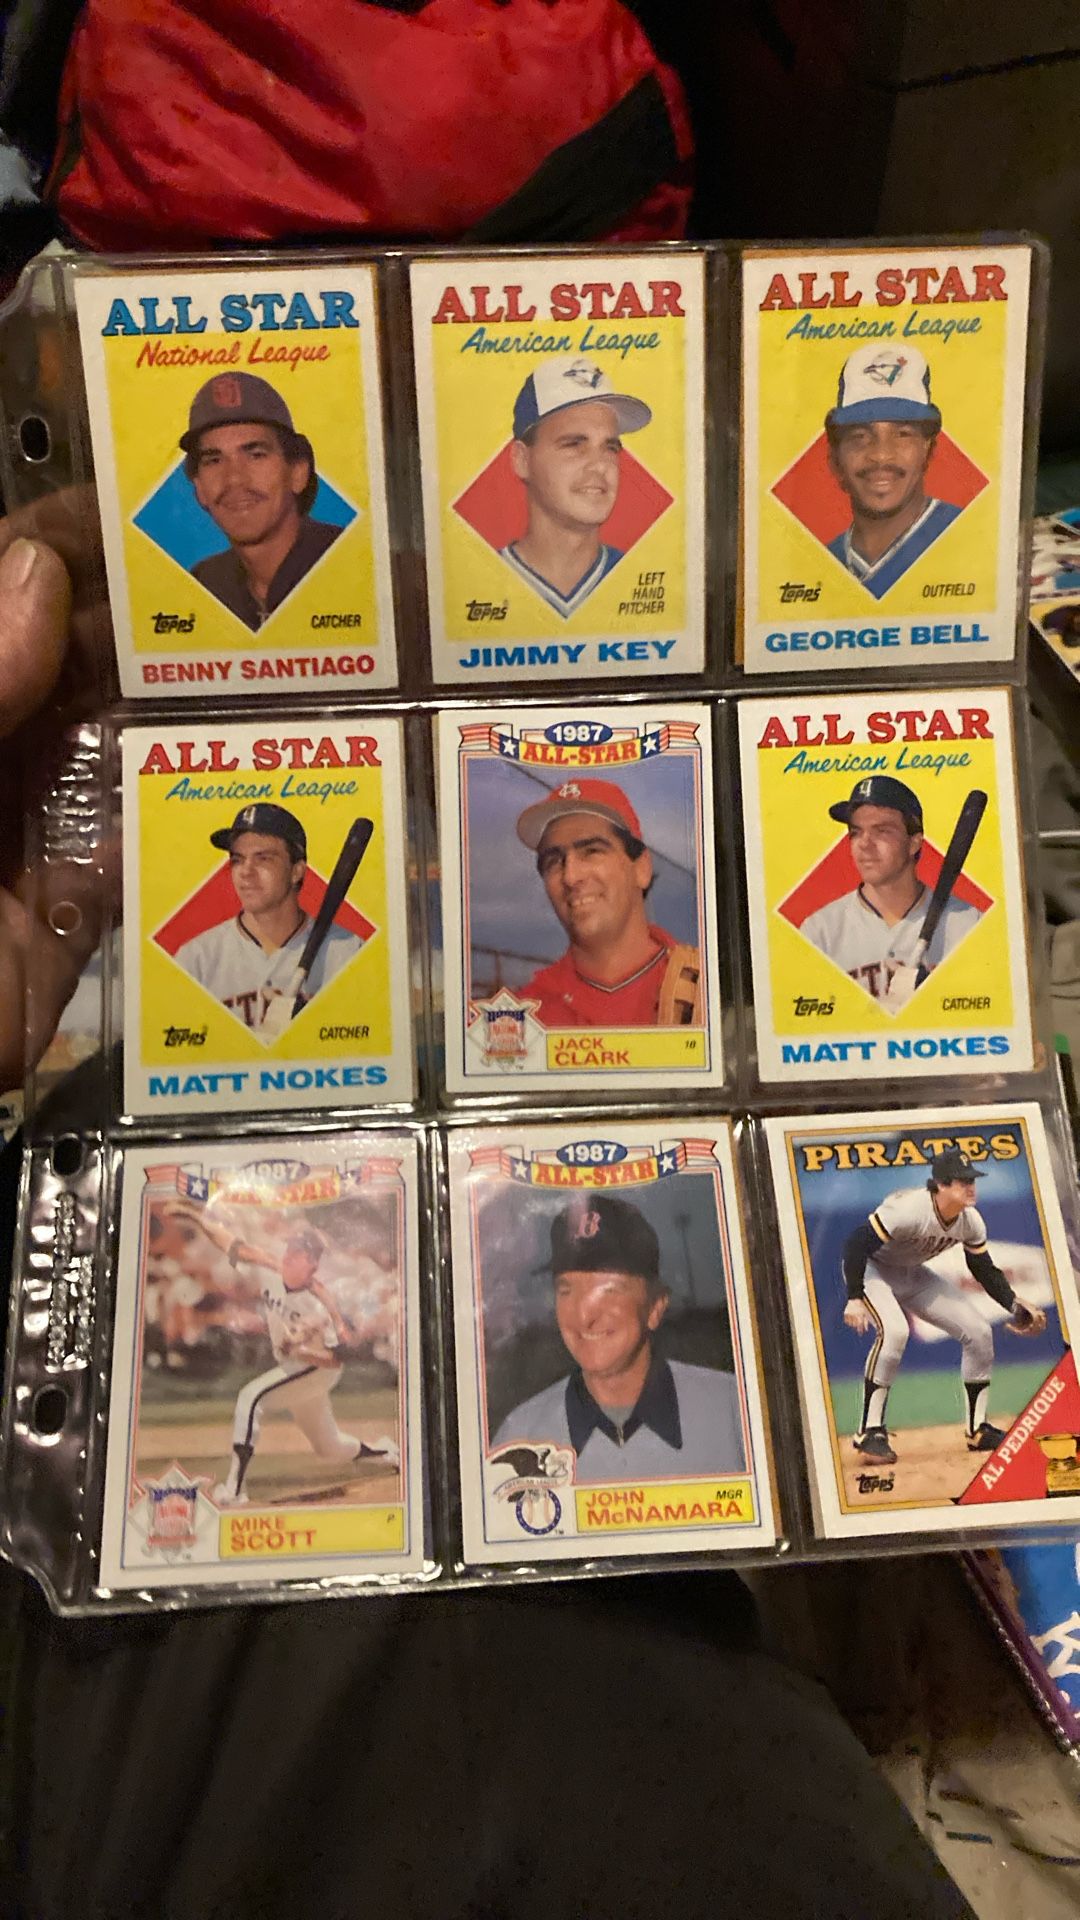 ALL STAR
National League
Topps
CATCHER
BENNY SANTIAGO
ALL STAR
American League
Topps
LEFT
HAND
PITCHER
JIMMY KEY
ALL STAR
American League
Topps
OUTFIELD
GEORGE BELL
ALL STAR
American League
Topps
CATCHER
MATT NOKES
1987
ALL-STAR
JACK
CLARK
1B
ALL STAR
American League
Topps
CATCHER
MATT NOKES
1987
ALL-STAR
MIKE
SCOTT
P
1987
ALL-STAR
B
JOHN
McNAMARA
MGR
PIRATES
Topps
AL PEDRIQUE